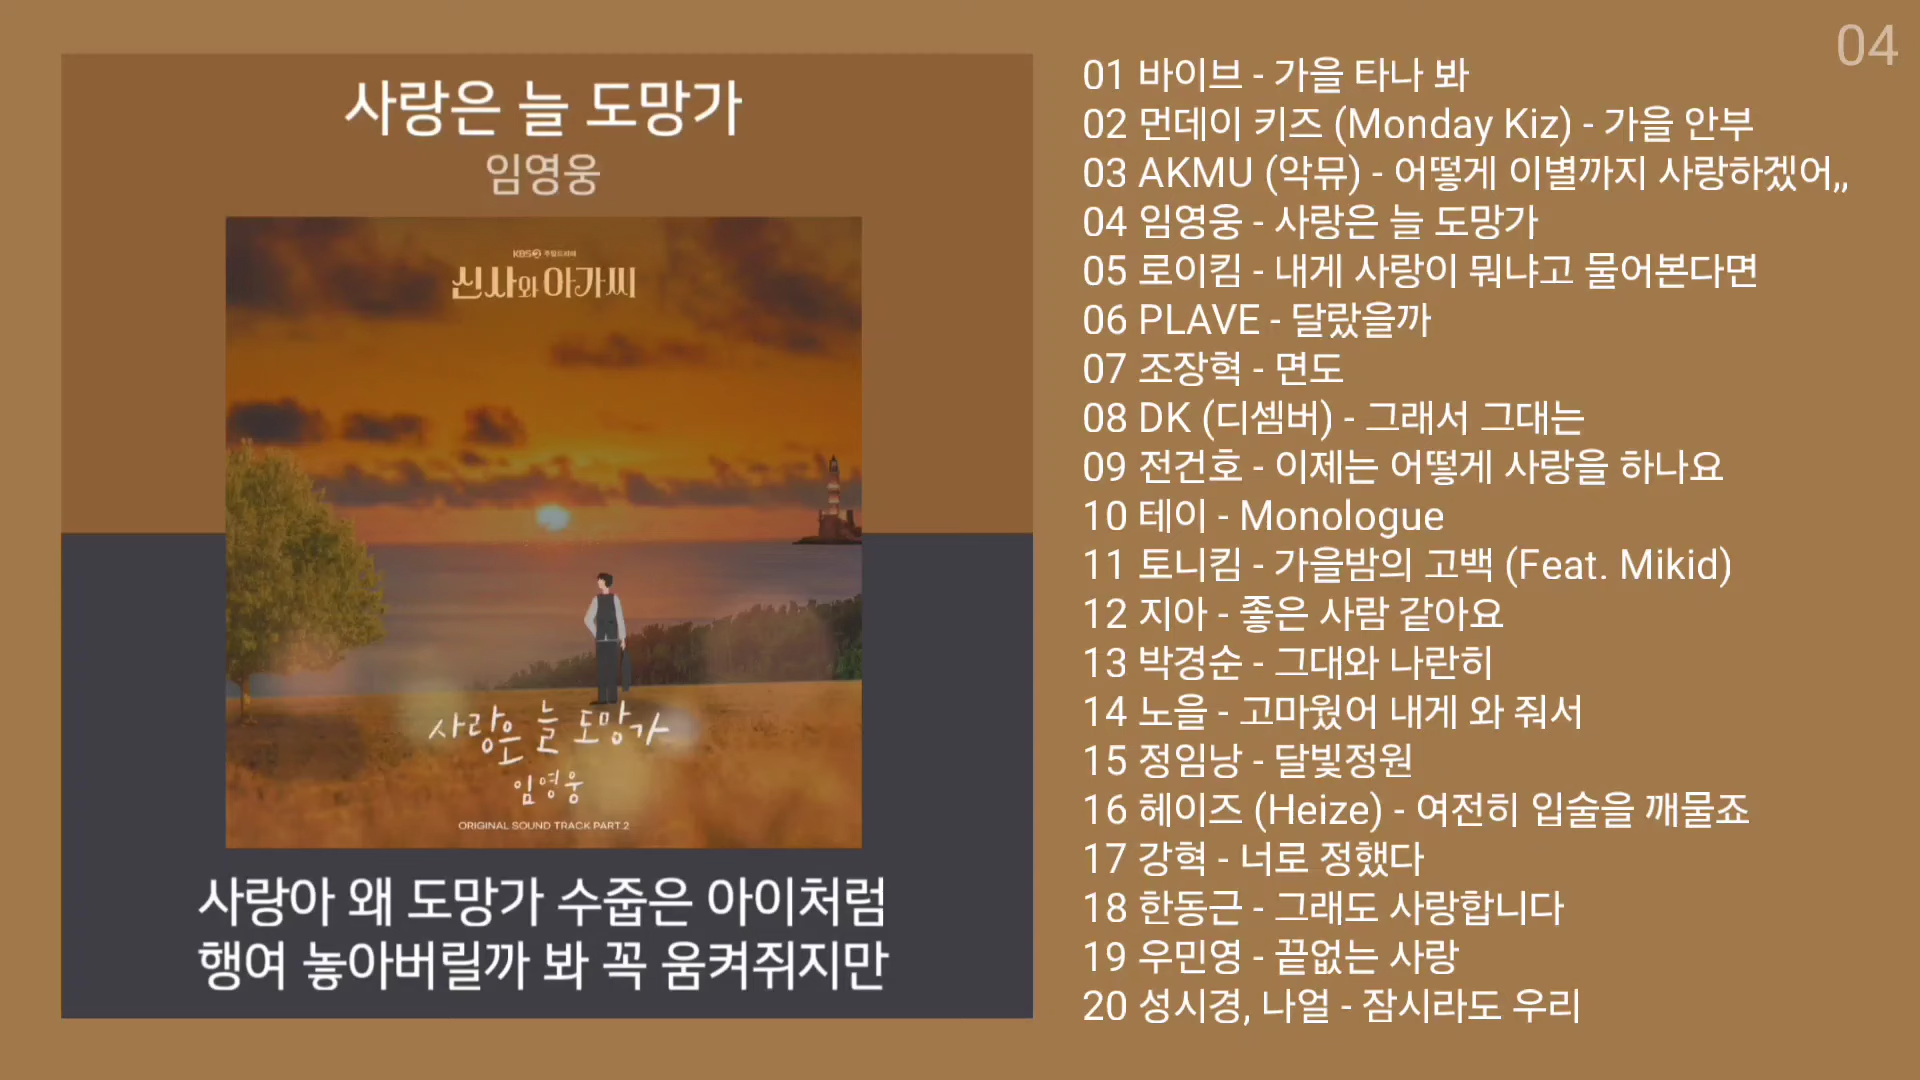 사랑은 늘 도망가
임영웅
KBS2 주말드라마
신사와 아가씨
사랑은 늘 도망가
임영웅
ORIGINAL SOUND TRACK PART.2
사랑아 왜 도망가 수줍은 아이처럼
행여 놓아버릴까 봐 꼭 움켜쥐지만
04
01 바이브 - 가을 타나 봐
02 먼데이 키즈 (Monday Kiz) - 가을 안부
03 AKMU (악뮤) - 어떻게 이별까지 사랑하겠어,,
04 임영웅 - 사랑은 늘 도망가
05 로이킴 - 내게 사랑이 뭐냐고 물어본다면
06 PLAVE - 달랐을까
07 조장혁 - 면도
08 DK (디셈버) - 그래서 그대는
09 전건호 - 이제는 어떻게 사랑을 하나요
10 테이 - Monologue
11 토니킴 - 가을밤의 고백 (Feat. Mikid)
12 지아 - 좋은 사람 같아요
13 박경순 - 그대와 나란히
14 노을 - 고마웠어 내게 와 줘서
15 정임낭 - 달빛정원
16 헤이즈 (Heize) - 여전히 입술을 깨물죠
17 강혁 - 너로 정했다
18 한동근 - 그래도 사랑합니다
19 우민영 - 끝없는 사랑
20 성시경, 나얼 - 잠시라도 우리